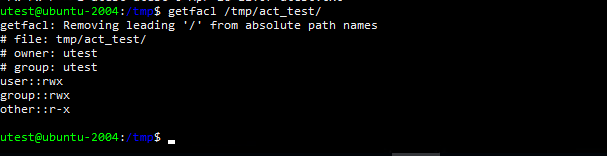 utest@ubuntu-2004:/tmp$ getfacl /tmp/act_test/
getfacl: Removing leading '/' from absolute path names
# file: tmp/act_test/
# owner: utest
# group: utest
user::rwx
group::rwx
other::r-x
utest@ubuntu-2004:/tmp$